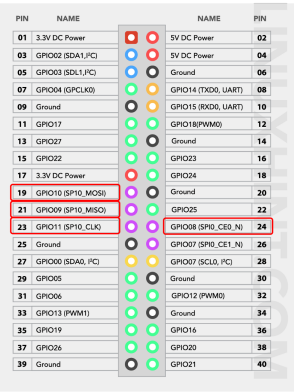 PIN NAME NAME PIN
01 3.3V DC Power 5V DC Power 02
03 GPIO02 (SDA1,I²C) 5V DC Power 04
05 GPIO03 (SDL1,I²C) Ground 06
07 GPIO04 (GPCLK0) GPIO14 (TXD0, UART) 08
09 Ground GPIO15 (RXD0, UART) 10
11 GPIO17 GPIO18(PWM0) 12
13 GPIO27 Ground 14
15 GPIO22 GPIO23 16
17 3.3V DC Power GPIO24 18
19 GPIO10 (SP10_MOSI) Ground 20
21 GPIO09 (SP10_MISO) GPIO25 22
23 GPIO11 (SP10_CLK) GPIO08 (SPI0_CE0_N) 24
25 Ground GPIO07 (SPI0_CE1_N) 26
27 GPIO00 (SDA0, I²C) GPIO07 (SCL0, I²C) 28
29 GPIO05 Ground 30
31 GPIO06 GPIO12 (PWM0) 32
33 GPIO13 (PWM1) Ground 34
35 GPIO19 GPIO16 36
37 GPIO26 GPIO20 38
39 Ground GPIO21 40
LINUXHINT.COM